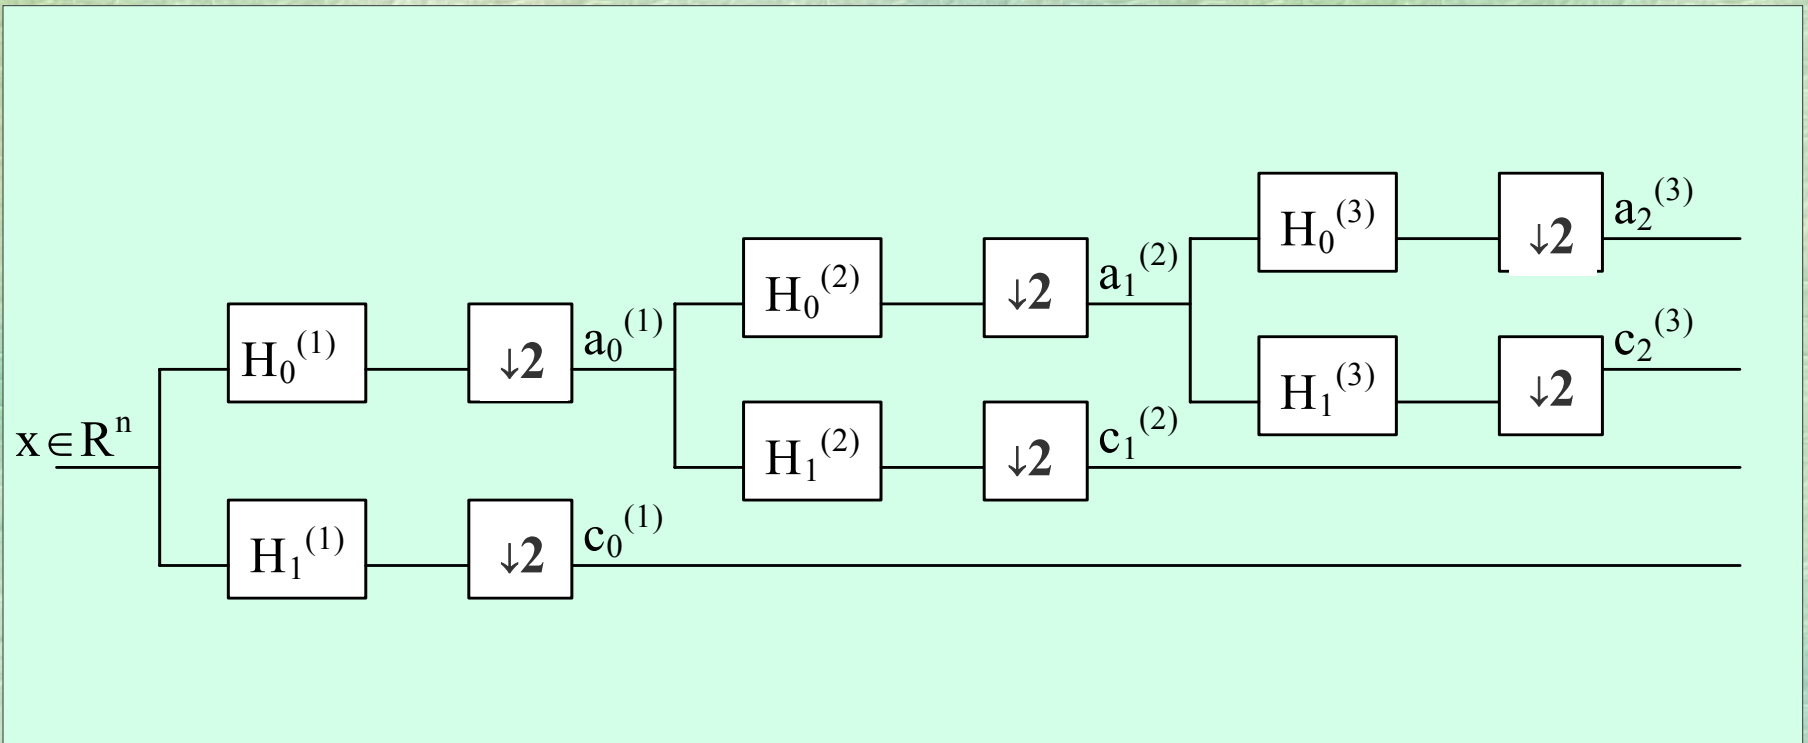 x ∈ Rⁿ
H₀⁽¹⁾
↓2
a₀⁽¹⁾
H₁⁽¹⁾
↓2
c₀⁽¹⁾
H₀⁽²⁾
↓2
a₁⁽²⁾
H₁⁽²⁾
↓2
c₁⁽²⁾
H₀⁽³⁾
↓2
a₂⁽³⁾
H₁⁽³⁾
↓2
c₂⁽³⁾